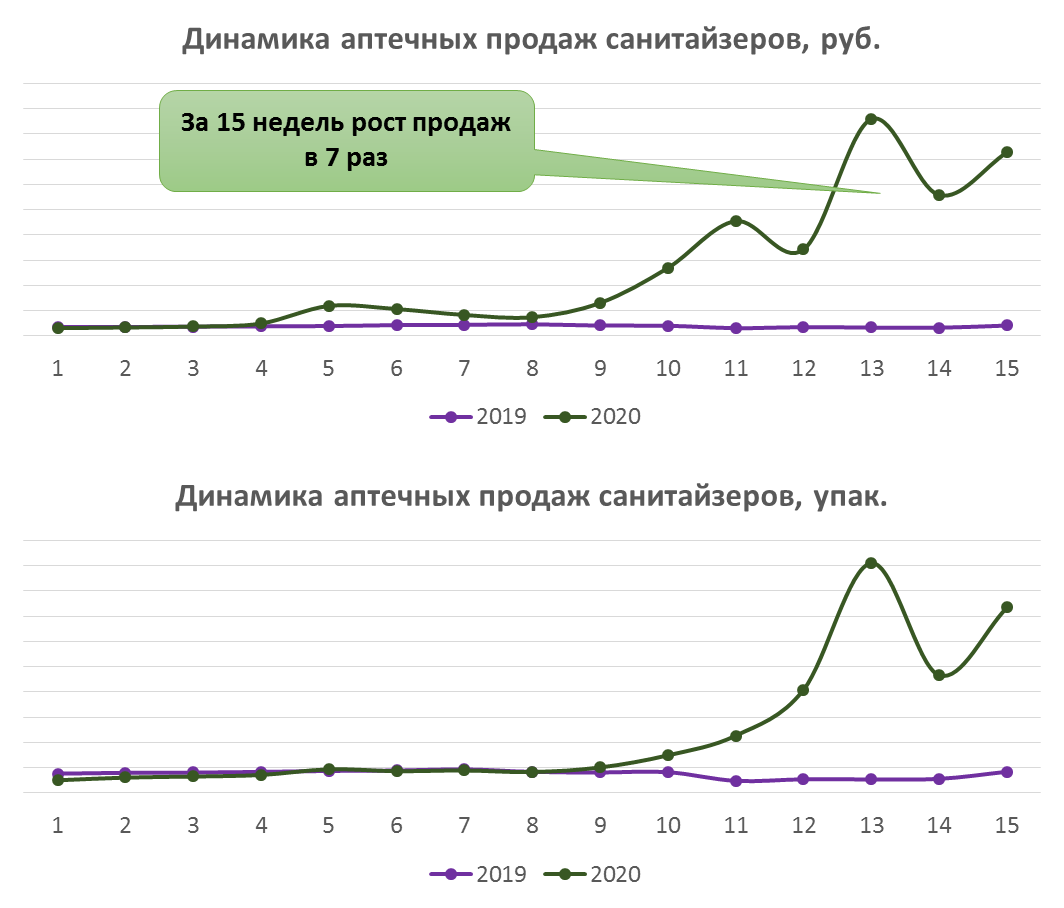 Динамика аптечных продаж санитайзеров, руб.
За 15 недель рост продаж
в 7 раз
1 2 3 4 5 6 7 8 9 10 11 12 13 14 15
2019 2020
Динамика аптечных продаж санитайзеров, упак.
1 2 3 4 5 6 7 8 9 10 11 12 13 14 15
2019 2020